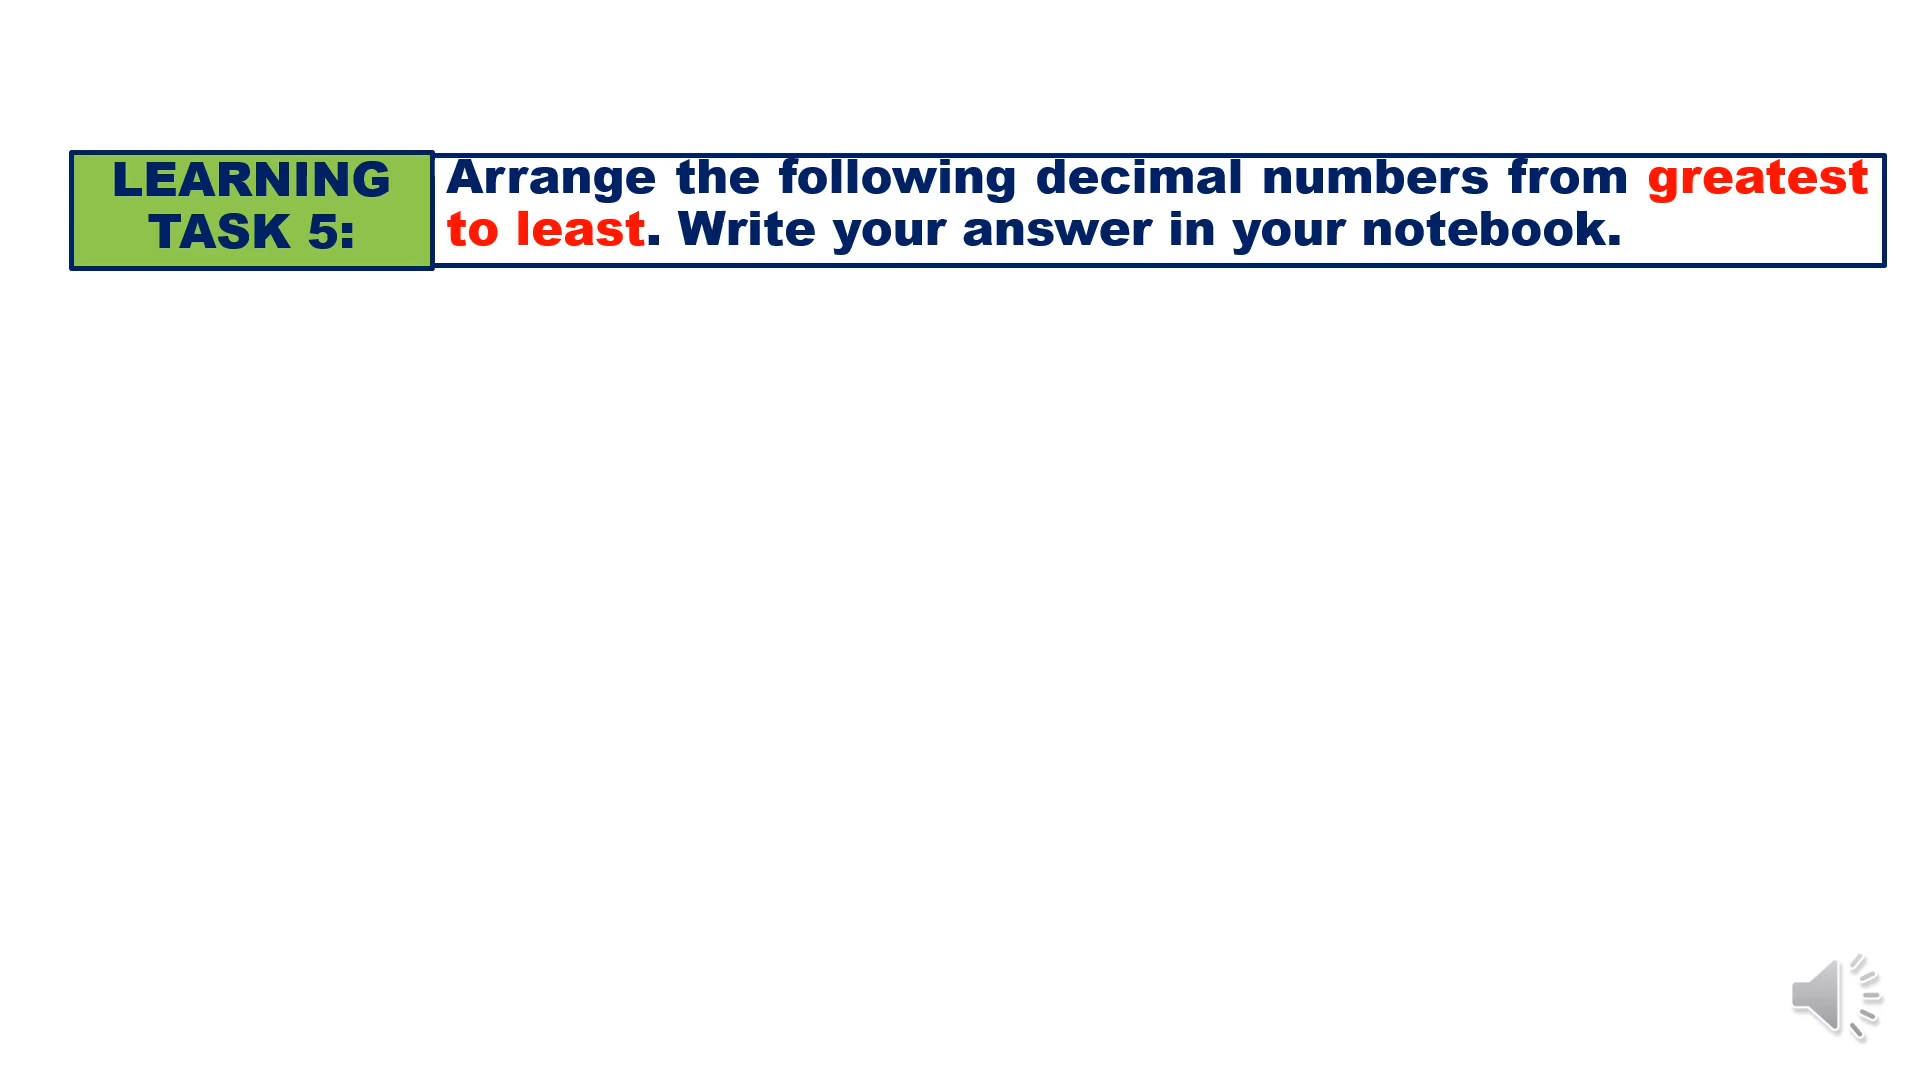 LEARNING
TASK 5:
Arrange the following decimal numbers from greatest
to least. Write your answer in your notebook.